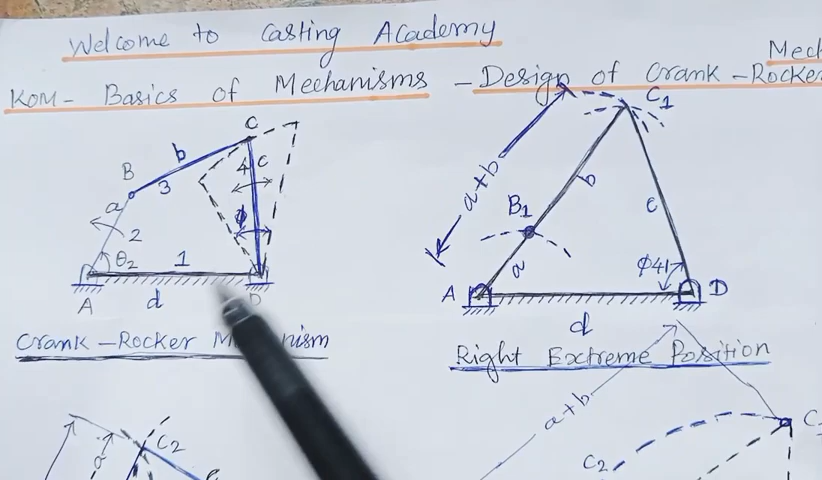 Welcome to Casting Academy
Mech
KOM- Basics of Mechanisms - Design of Crank-Rocker
C
C1
b
B
3
4
c
a
a+b
b
B1
c
2
ϕ
θ2
1
a
ϕ41
A
d
D
A
d
D
Crank-Rocker
Right Extreme Position
a+b
C2
C2